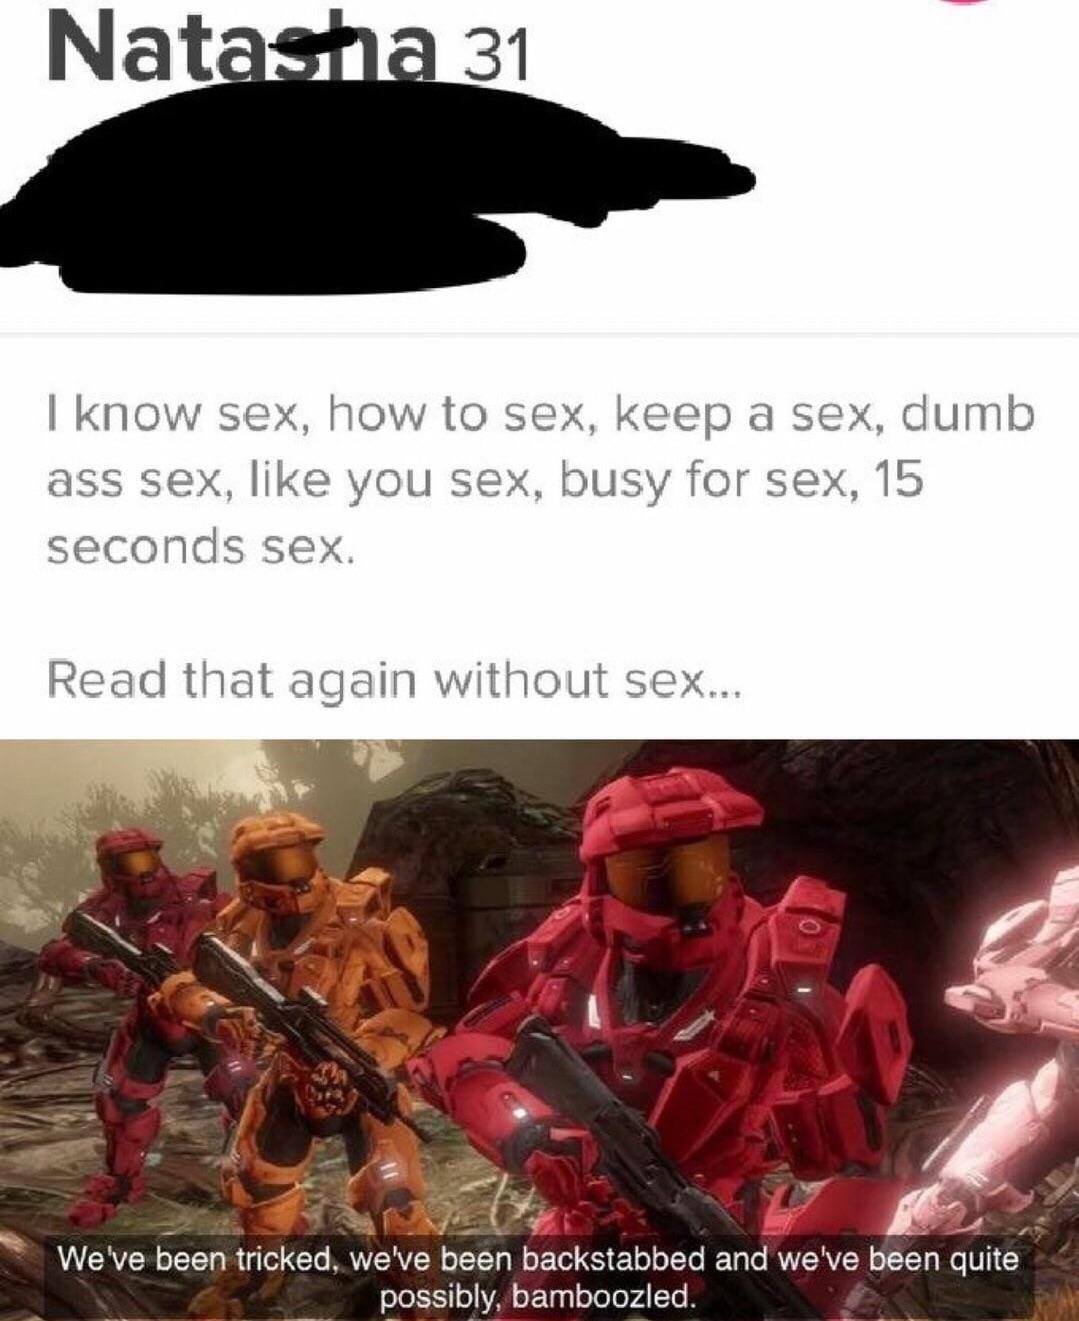 Natasha 31
I know sex, how to sex, keep a sex, dumb
ass sex, like you sex, busy for sex, 15
seconds sex.
Read that again without sex...
We've been tricked, we've been backstabbed and we've been quite
possibly, bamboozled.